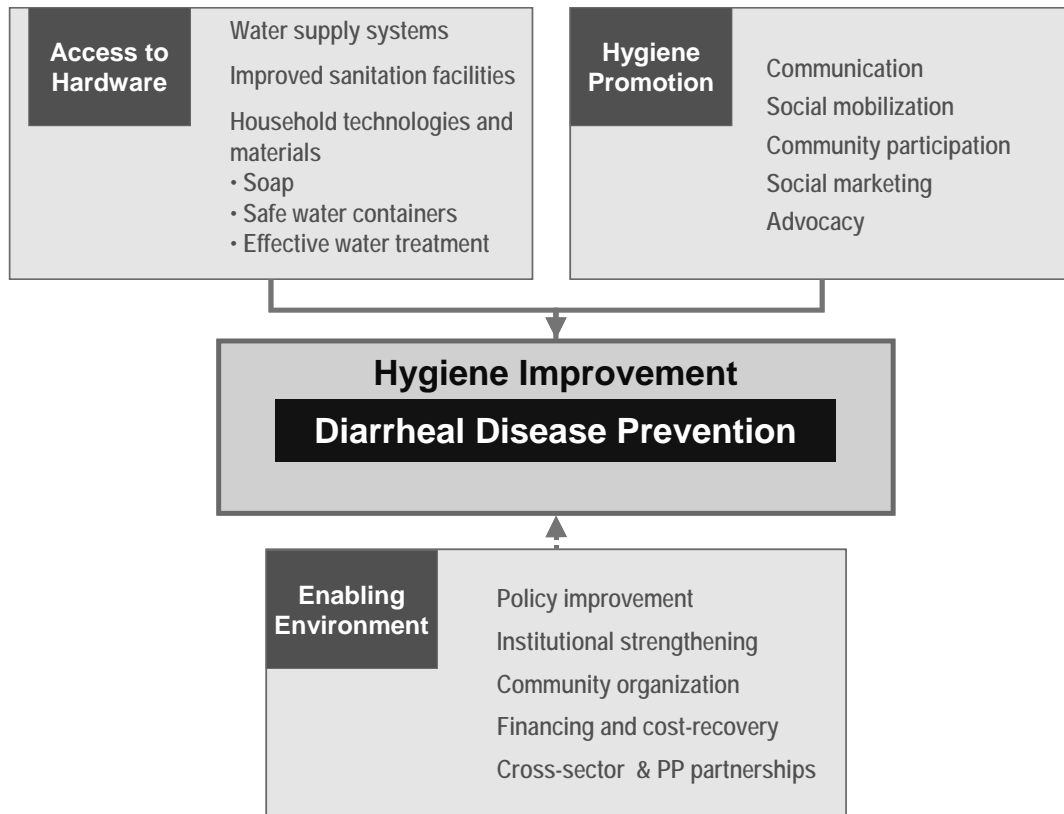 Access to
Hardware
Water supply systems
Improved sanitation facilities
Household technologies and
materials
• Soap
• Safe water containers
• Effective water treatment
Hygiene
Promotion
Communication
Social mobilization
Community participation
Social marketing
Advocacy
Hygiene Improvement
Diarrheal Disease Prevention
Enabling
Environment
Policy improvement
Institutional strengthening
Community organization
Financing and cost-recovery
Cross-sector & PP partnerships